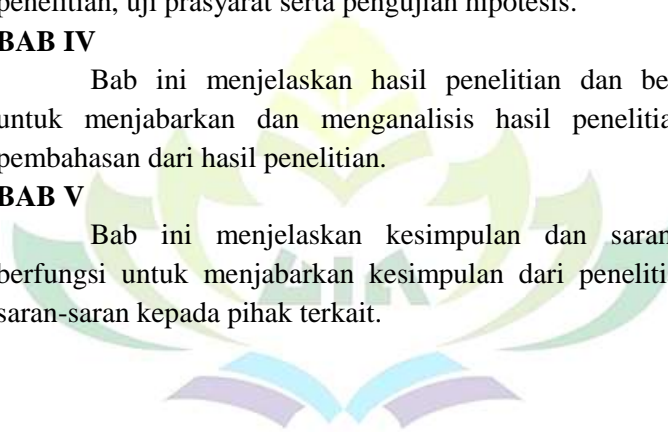 penelitian, uji prasyarat serta pengujian hipotesis.
BAB IV
Bab ini menjelaskan hasil penelitian dan be
untuk menjabarkan dan menganalisis hasil penelitia
pembahasan dari hasil penelitian.
BAB V
Bab ini menjelaskan kesimpulan dan saran
berfungsi untuk menjabarkan kesimpulan dari peneliti
saran-saran kepada pihak terkait.